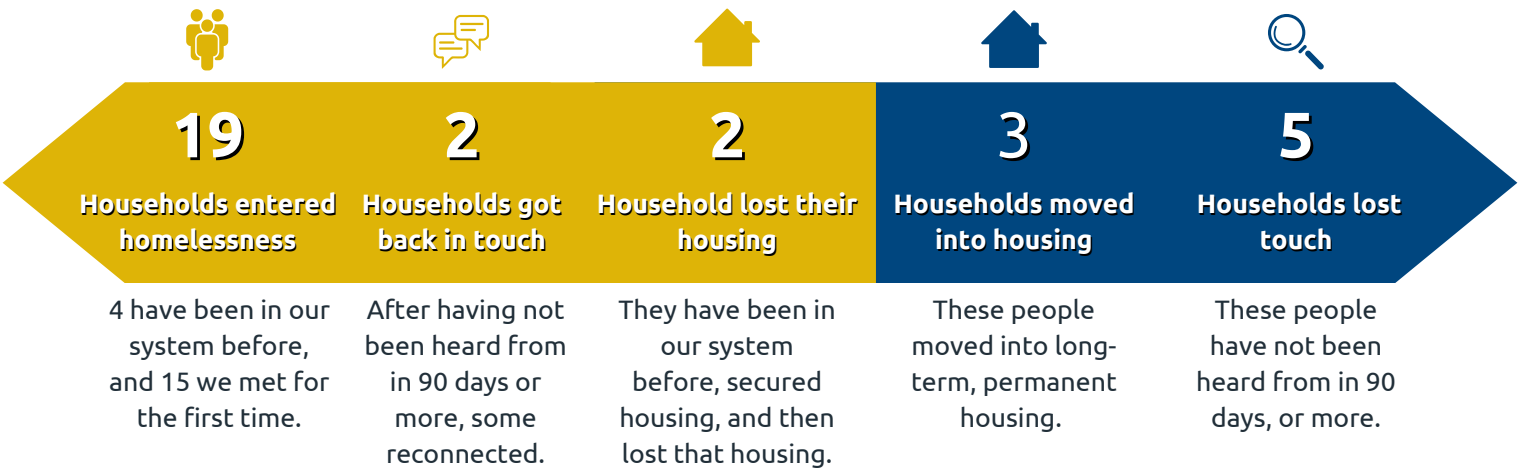 19
Households entered
homelessness
4 have been in our
system before,
and 15 we met for
the first time.
2
Households got
back in touch
After having not
been heard from
in 90 days or
more, some
reconnected.
2
Household lost their
housing
They have been in
our system
before, secured
housing, and then
lost that housing.
3
Households moved
into housing
These people
moved into long-
term, permanent
housing.
5
Households lost
touch
These people
have not been
heard from in 90
days, or more.